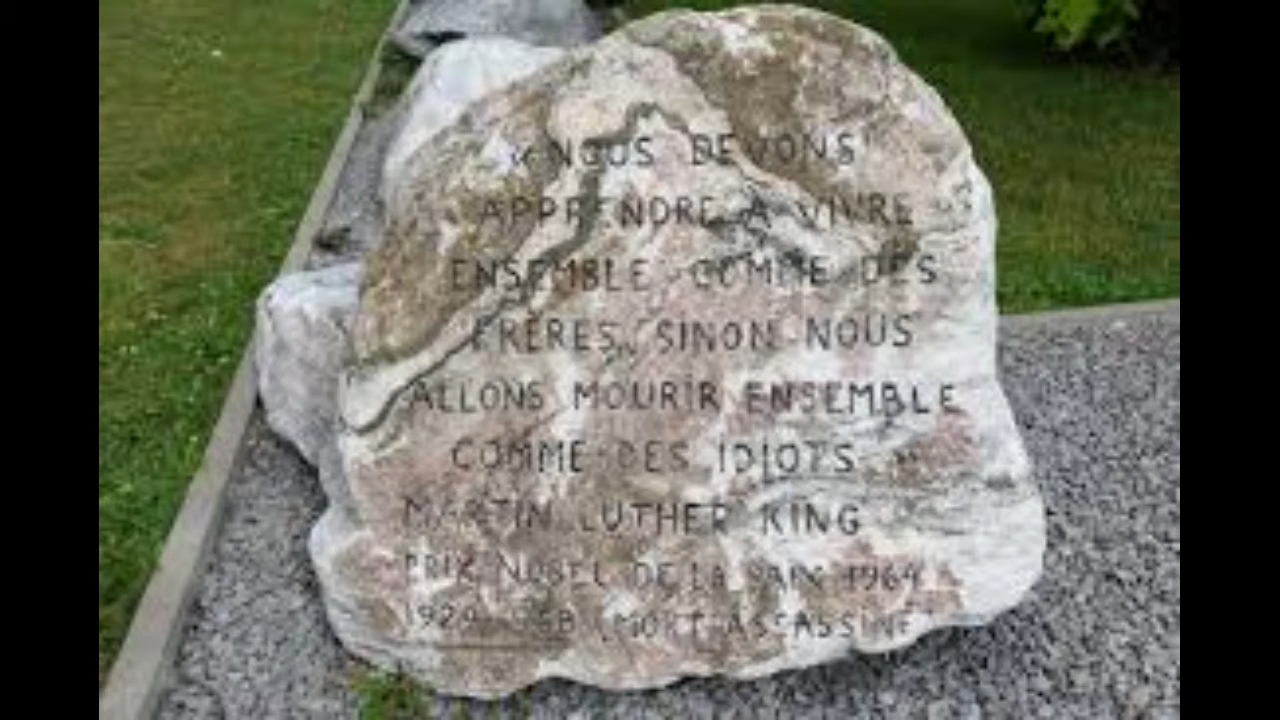 « NOUS DEVONS
APPRENDRE A VIVRE
ENSEMBLE COMME DES
FRÈRES, SINON NOUS
ALLONS MOURIR ENSEMBLE
COMME DES IDIOTS »
MARTIN LUTHER KING
PRIX NOBEL DE LA PAIX 1964
1929 MORT ASSASSINÉ